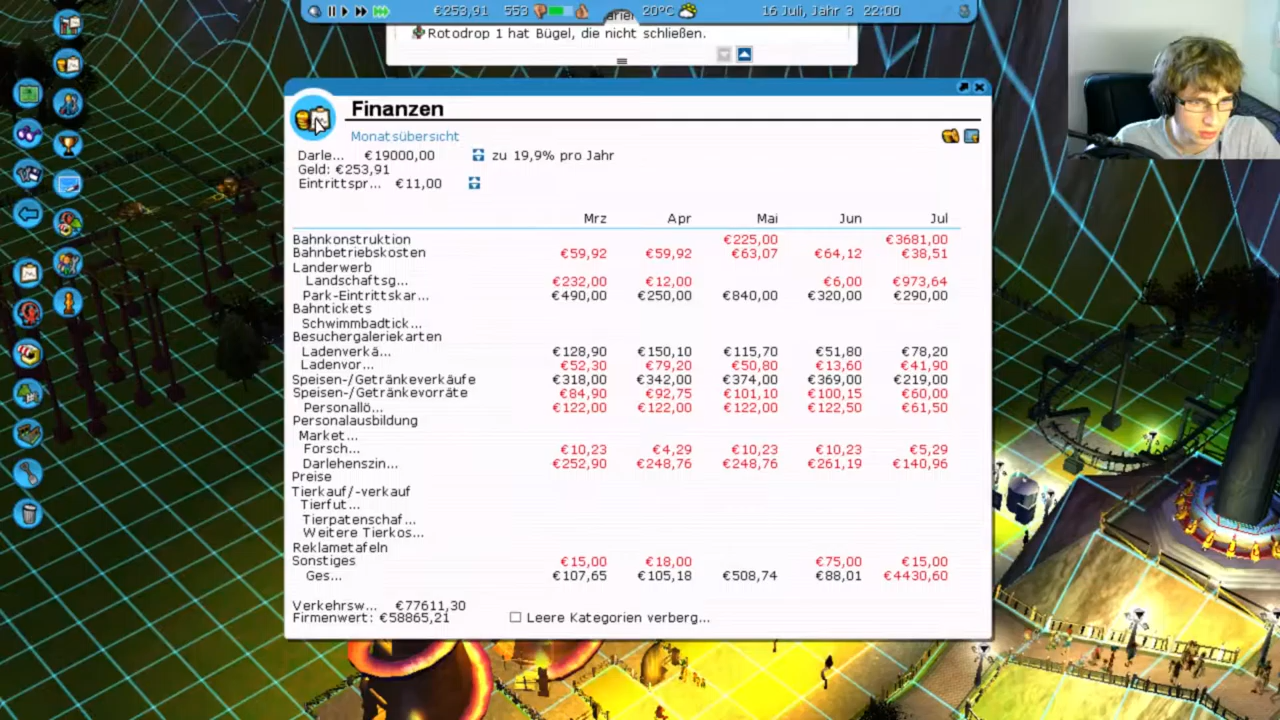 €253,91 553 20°C 16 Juli, Jahr 3 22:00
Rotodrop 1 hat Bügel, die nicht schließen.
Finanzen
Monatsübersicht
Darle... €19000,00 zu 19,9% pro Jahr
Geld: €253,91
Eintrittspr... €11,00
Mrz Apr Mai Jun Jul
Bahnkonstruktion €225,00 €3681,00
Bahnbetriebskosten €59,92 €59,92 €63,07 €64,12 €38,51
Landerwerb
Landschaftsg... €232,00 €12,00 €6,00 €973,64
Park-Eintrittskar... €490,00 €250,00 €840,00 €320,00 €290,00
Bahntickets
Schwimmbadtick...
Besuchergaleriekarten
Ladenverkä... €128,90 €150,10 €115,70 €51,80 €78,20
Ladenvor... €52,30 €79,20 €50,80 €13,60 €41,90
Speisen-/Getränkeverkäufe €318,00 €342,00 €374,00 €369,00 €219,00
Speisen-/Getränkevorräte €84,90 €92,75 €101,10 €100,15 €60,00
Personallö... €122,00 €122,00 €122,00 €122,50 €61,50
Personalausbildung
Market...
Forsch... €10,23 €4,29 €10,23 €10,23 €5,29
Darlehenszin... €252,90 €248,76 €248,76 €261,19 €140,96
Preise
Tierkauf/-verkauf
Tierfut...
Tierpatenschaf...
Weitere Tierkos...
Reklametafeln
Sonstiges €15,00 €18,00 €75,00 €15,00
Ges... €107,65 €105,18 €508,74 €88,01 €4430,60
Verkehrsw... €77611,30
Firmenwert: €58865,21
Leere Kategorien verberg...